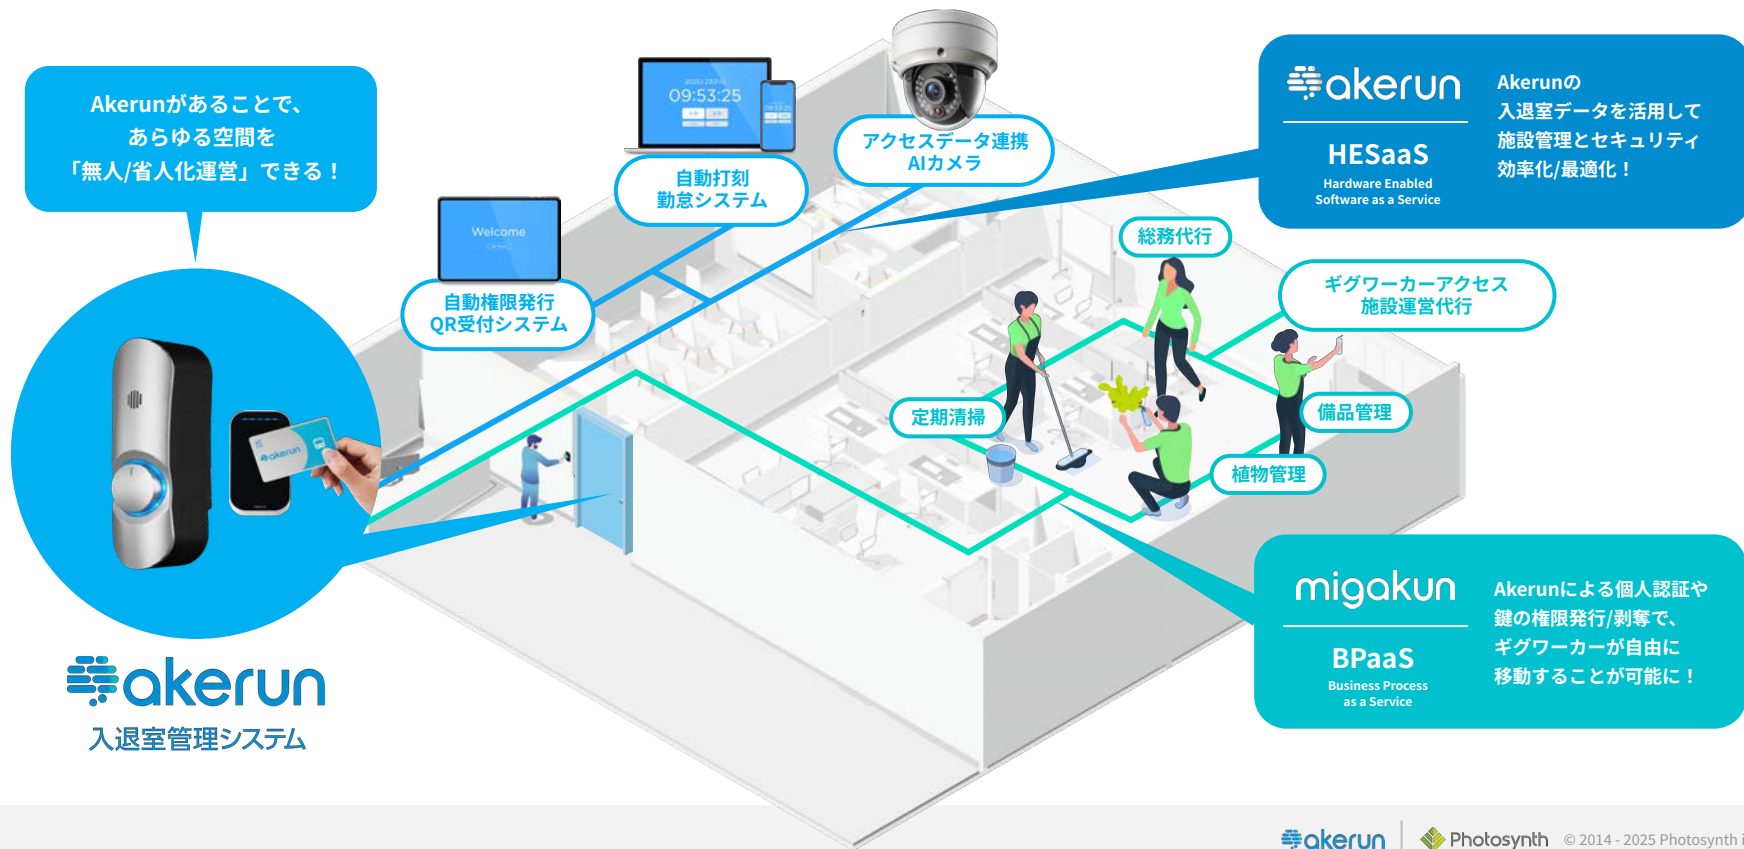 Akerunがあることで、
あらゆる空間を
「無人/省人化運営」できる！
akerun
入退室管理システム
akerun
Welcome
自動権限発行
QR受付システム
09:53:25
自動打刻
勤怠システム
アクセスデータ連携
AIカメラ
akerun
HESaaS
Hardware Enabled
Software as a Service
Akerunの
入退室データを活用して
施設管理とセキュリティ
効率化/最適化！
総務代行
ギグワーカーアクセス
施設運営代行
定期清掃
備品管理
植物管理
migakun
BPaaS
Business Process
as a Service
Akerunによる個人認証や
鍵の権限発行/剥奪で、
ギグワーカーが自由に
移動することが可能に！
akerun
Photosynth
© 2014 - 2025 Photosynth i